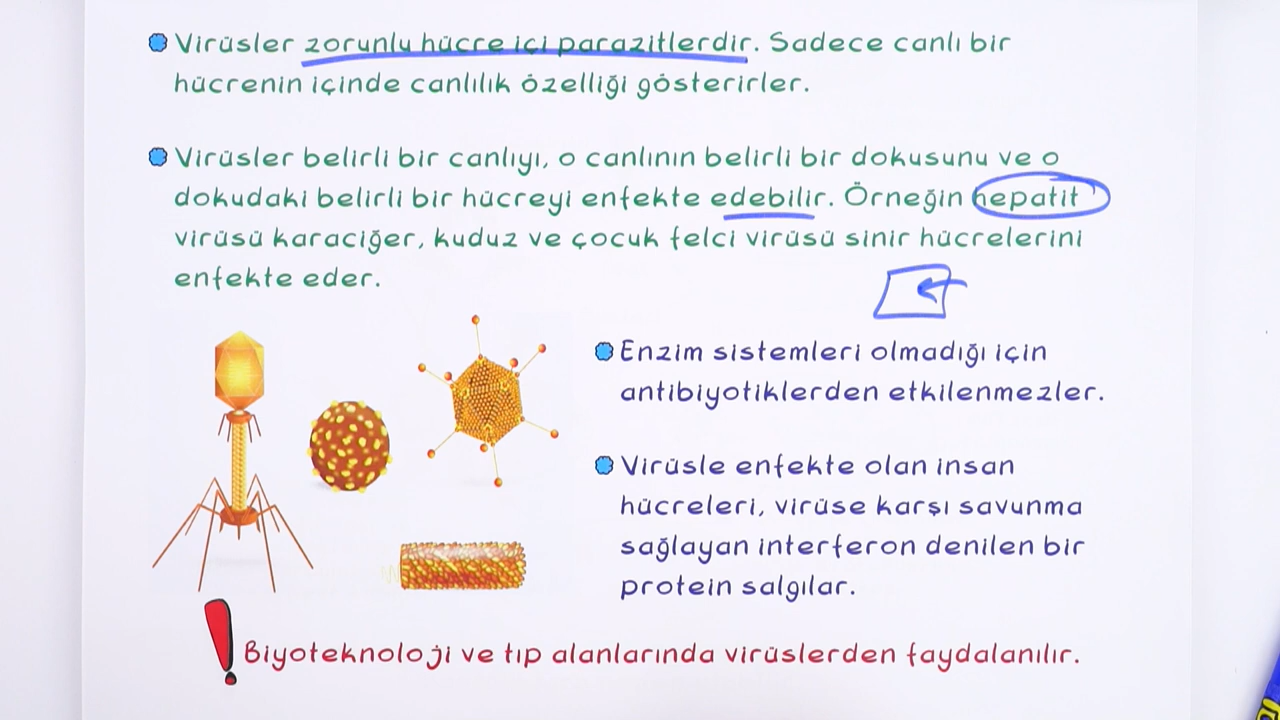 Virüsler zorunlu hücre içi parazitlerdir. Sadece canlı bir
hücrenin içinde canlılık özelliği gösterirler.
Virüsler belirli bir canlıyı, o canlının belirli bir dokusunu ve o
dokudaki belirli bir hücreyi enfekte edebilir. Örneğin hepatit
virüsü karaciğer, kuduz ve çocuk felci virüsü sinir hücrelerini
enfekte eder.
Enzim sistemleri olmadığı için
antibiyotiklerden etkilenmezler.
Virüsle enfekte olan insan
hücreleri, virüse karşı savunma
sağlayan interferon denilen bir
protein salgılar.
Biyoteknoloji ve tıp alanlarında virüslerden faydalanılır.